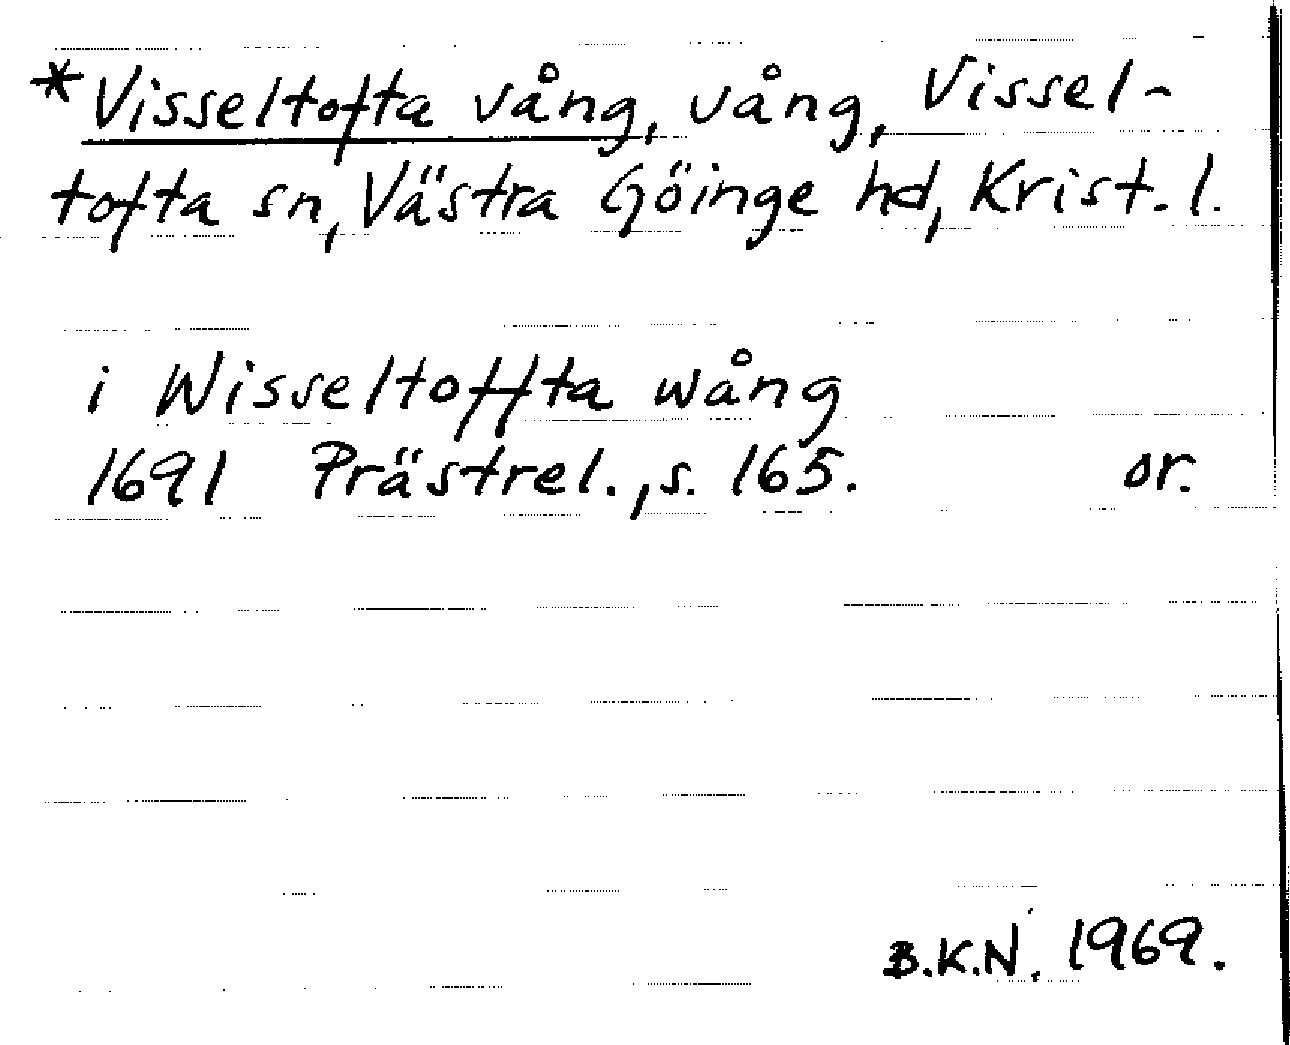 *Visseltofta vång, vång, Vissel-
tofta sn, Västra Göinge hd, Krist. l.
i Wisseltoffta wång
1691 Prästrel., s. 165. or.
B.K.N. 1969.